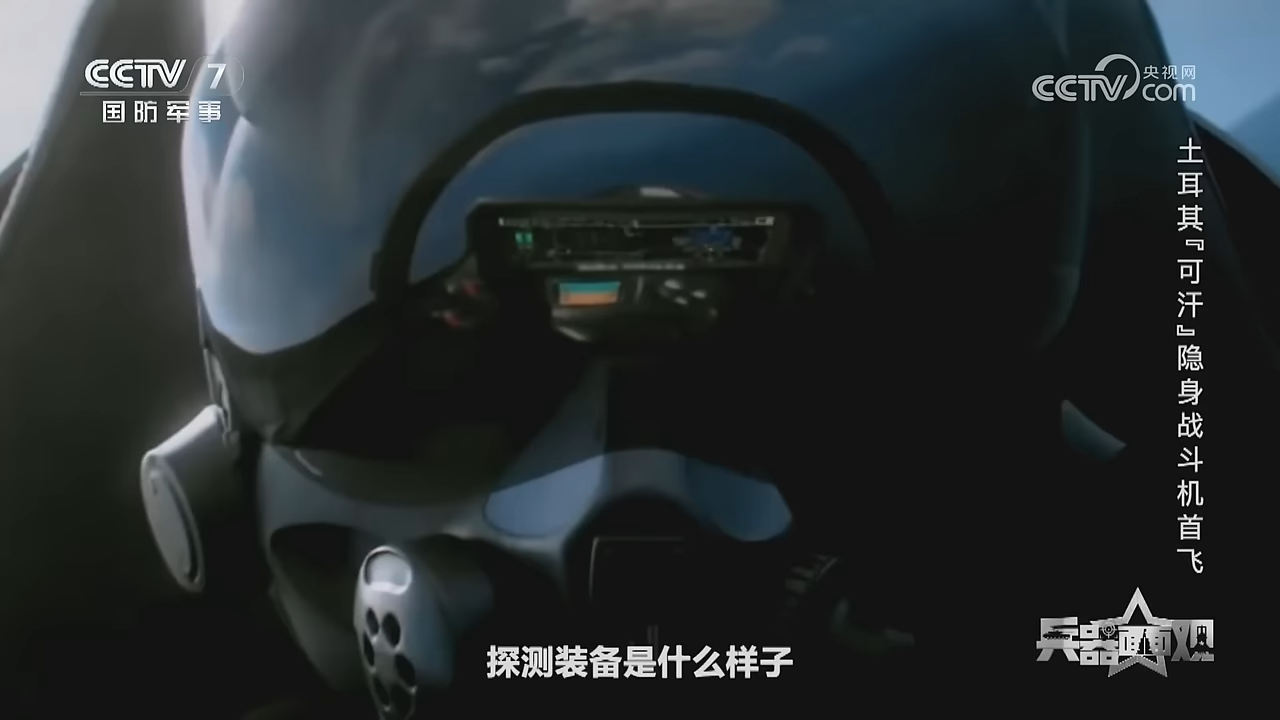 CCTV 7
国防军事
CCTV com 央视网
土耳其『可汗』隐身战斗机首飞
探测装备是什么样子
兵器面面观